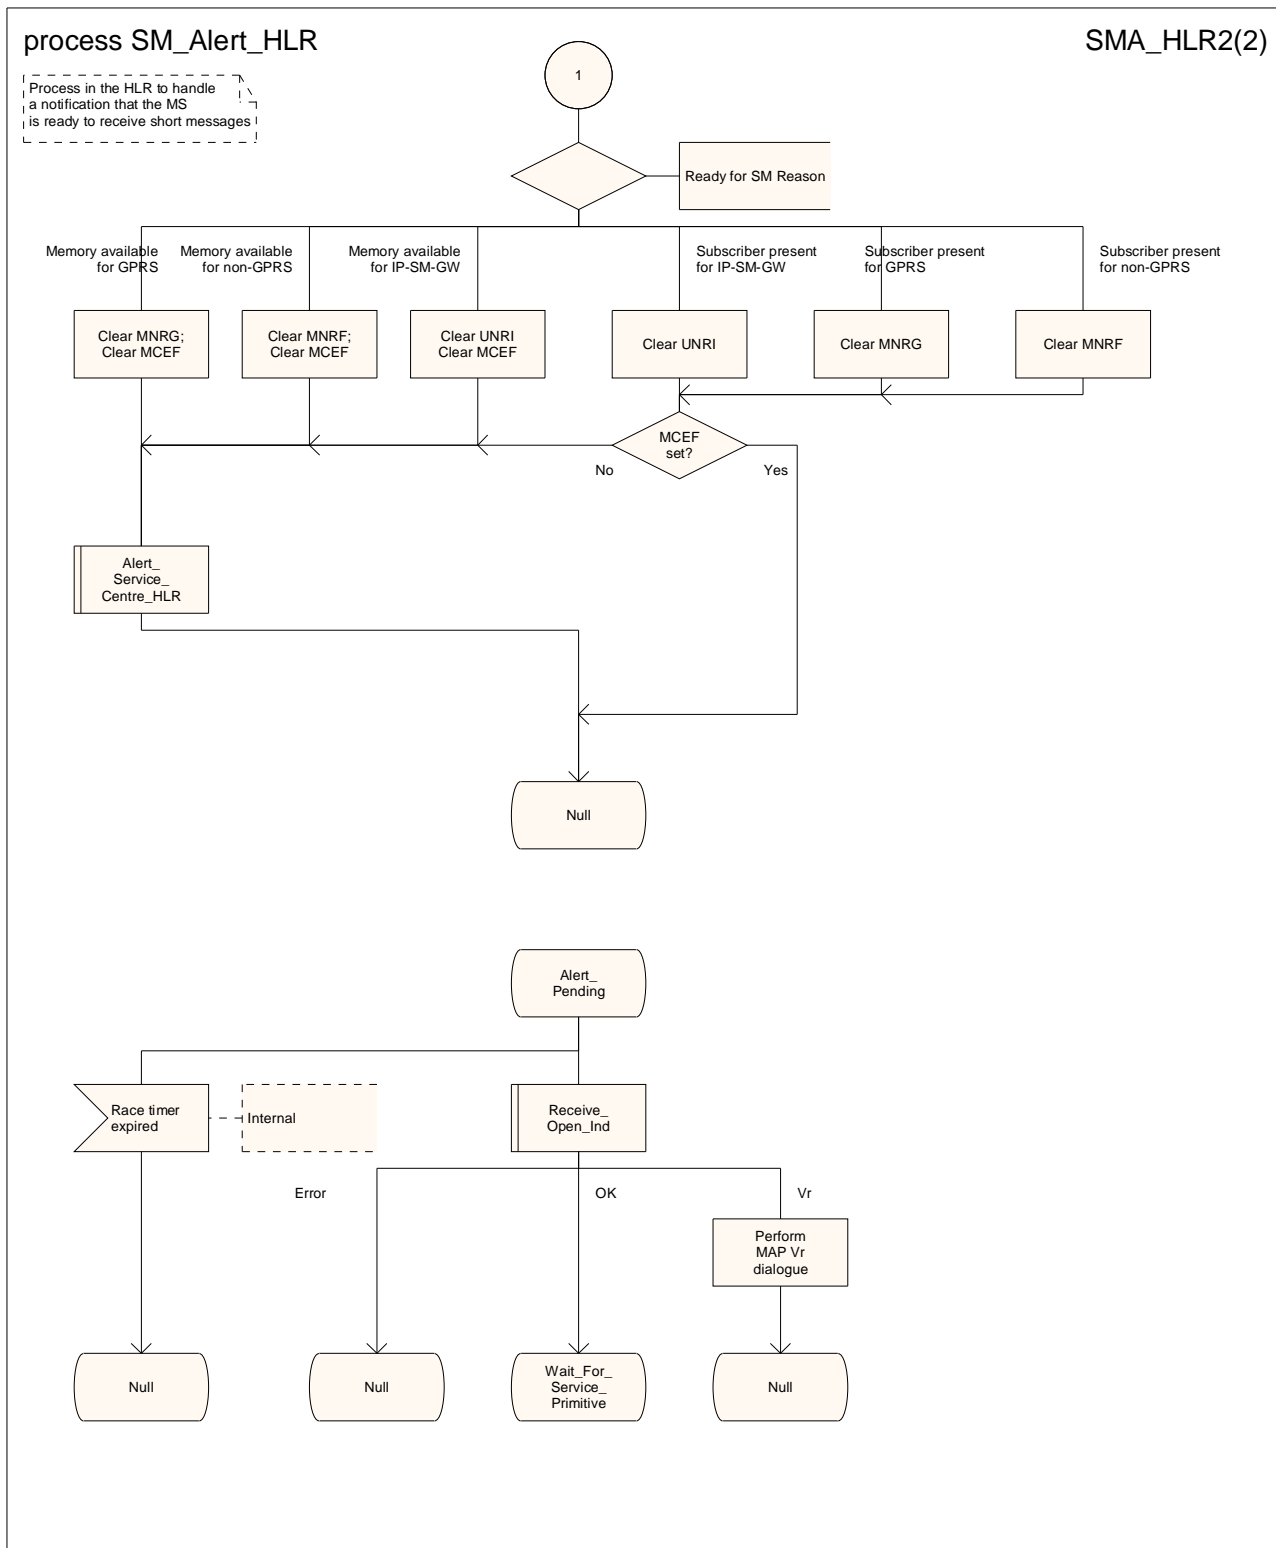 process SM_Alert_HLR
SMA_HLR2(2)
Process in the HLR to handle
a notification that the MS
is ready to receive short messages
1
Ready for SM Reason
Memory available
for GPRS
Memory available
for non-GPRS
Memory available
for IP-SM-GW
Subscriber present
for IP-SM-GW
Subscriber present
for GPRS
Subscriber present
for non-GPRS
Clear MNRG;
Clear MCEF
Clear MNRF;
Clear MCEF
Clear UNRI
Clear MCEF
Clear UNRI
Clear MNRG
Clear MNRF
MCEF
set?
No
Yes
Alert_
Service_
Centre_HLR
Null
Alert_
Pending
Race timer
expired
Internal
Receive_
Open_Ind
Error
OK
Vr
Perform
MAP Vr
dialogue
Null
Null
Wait_For_
Service_
Primitive
Null